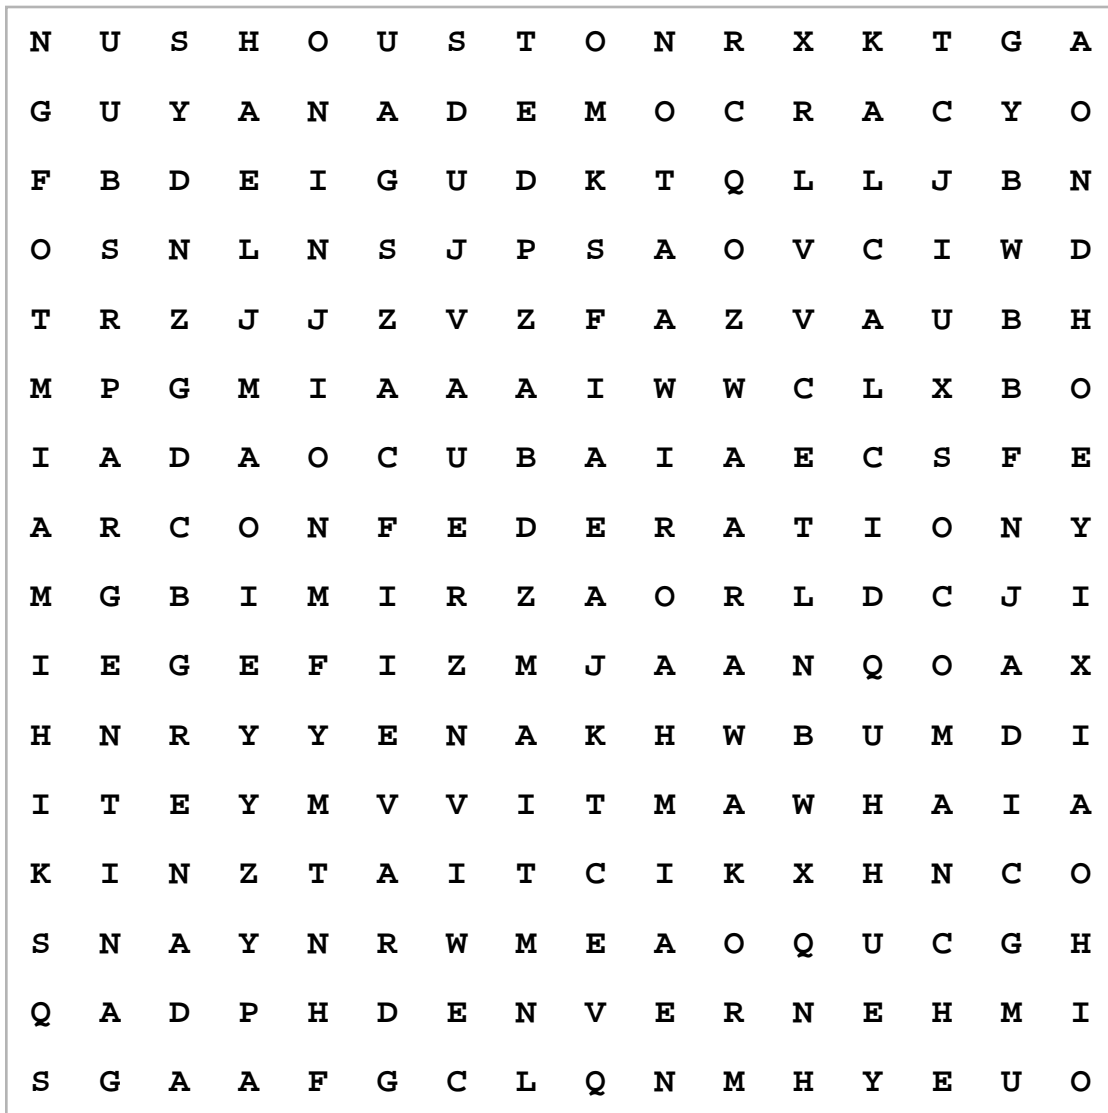 N U S H O U S T O N R X K T G A
G U Y A N A D E M O C R A C Y O
F B D E I G U D K T Q L L J B N
O S N L N S J P S A O V C I W D
T R Z J J Z V Z F A Z V A U B H
M P G M I A A A I W W C L X B O
I A D A O C U B A I A E C S F E
A R C O N F E D E R A T I O N Y
M G B I M I R Z A O R L D C J I
I E G E F I Z M J A A N Q O A X
H N R Y Y E N A K H W B U M D I
I T E Y M V V I T M A W H A I A
K I N Z T A I T C I K X H N C O
S N A Y N R W M E A O Q U C G H
Q A D P H D E N V E R N E H M I
S G A A F G C L Q N M H Y E U O